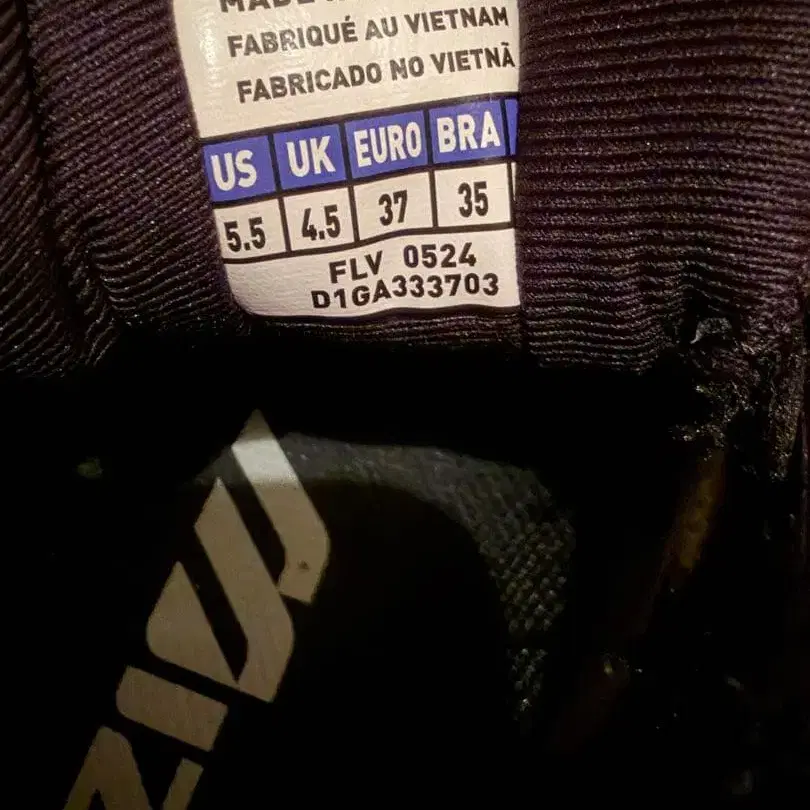 MADE
FABRIQUÉ AU VIETNAM
FABRICADO NO VIETNÃ
US UK EURO BRA
5.5 4.5 37 35
FLV 0524
D1GA333703